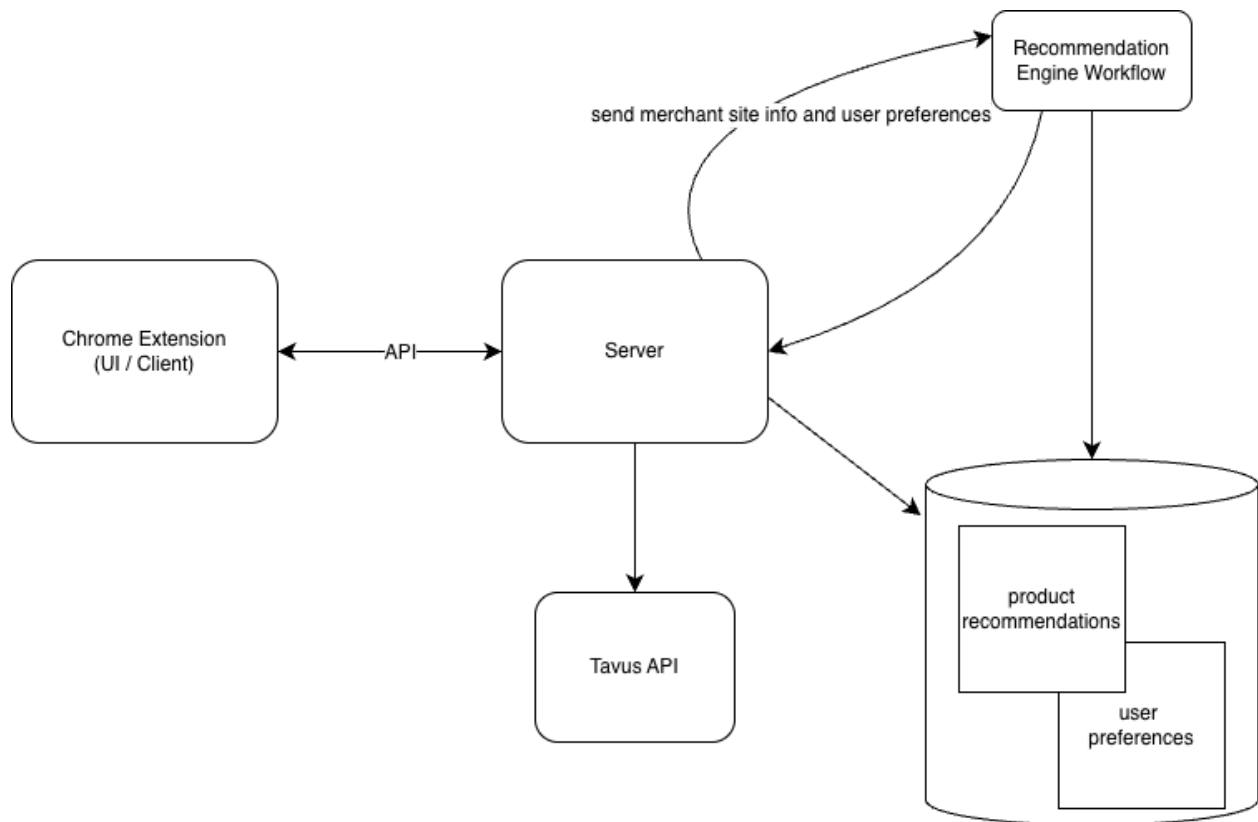 Recommendation
Engine Workflow
send merchant site info and user preferences
Chrome Extension
(UI / Client)
API
Server
Tavus API
product
recommendations
user
preferences